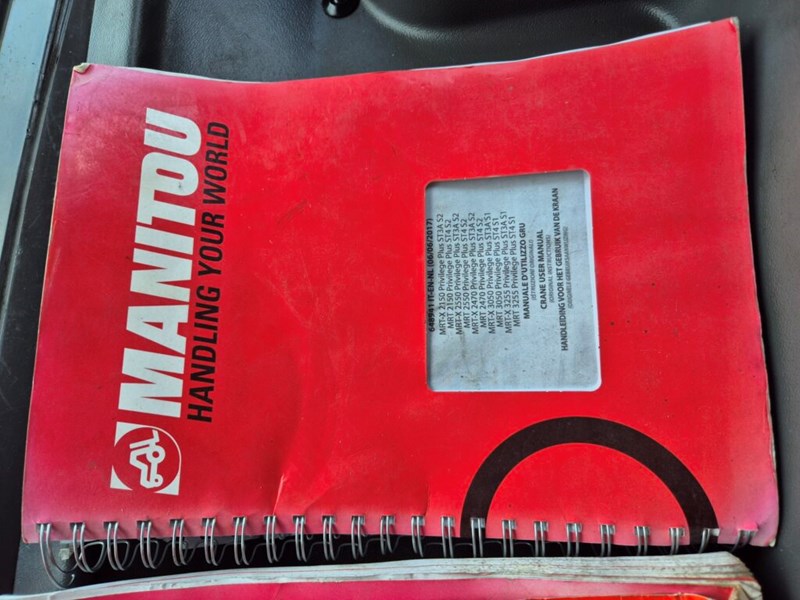 MANITOU
HANDLING YOUR WORLD
648941 IT-EN-NL (06/06/2017)
MRT-X 2150 Privilege Plus ST3A S2
MRT 2150 Privilege Plus ST4 S2
MRT-X 2550 Privilege Plus ST3A S2
MRT 2550 Privilege Plus ST4 S2
MRT-X 2470 Privilege Plus ST3A S2
MRT 2470 Privilege Plus ST4 S2
MRT-X 3050 Privilege Plus ST3A S1
MRT 3050 Privilege Plus ST4 S1
MRT-X 3255 Privilege Plus ST3A S1
MRT 3255 Privilege Plus ST4 S1
MANUALE D'UTILIZZO GRU
(ISTRUZIONI ORIGINALI)
CRANE USER MANUAL
(ORIGINAL INSTRUCTIONS)
HANDLEIDING VOOR HET GEBRUIK VAN DE KRAAN